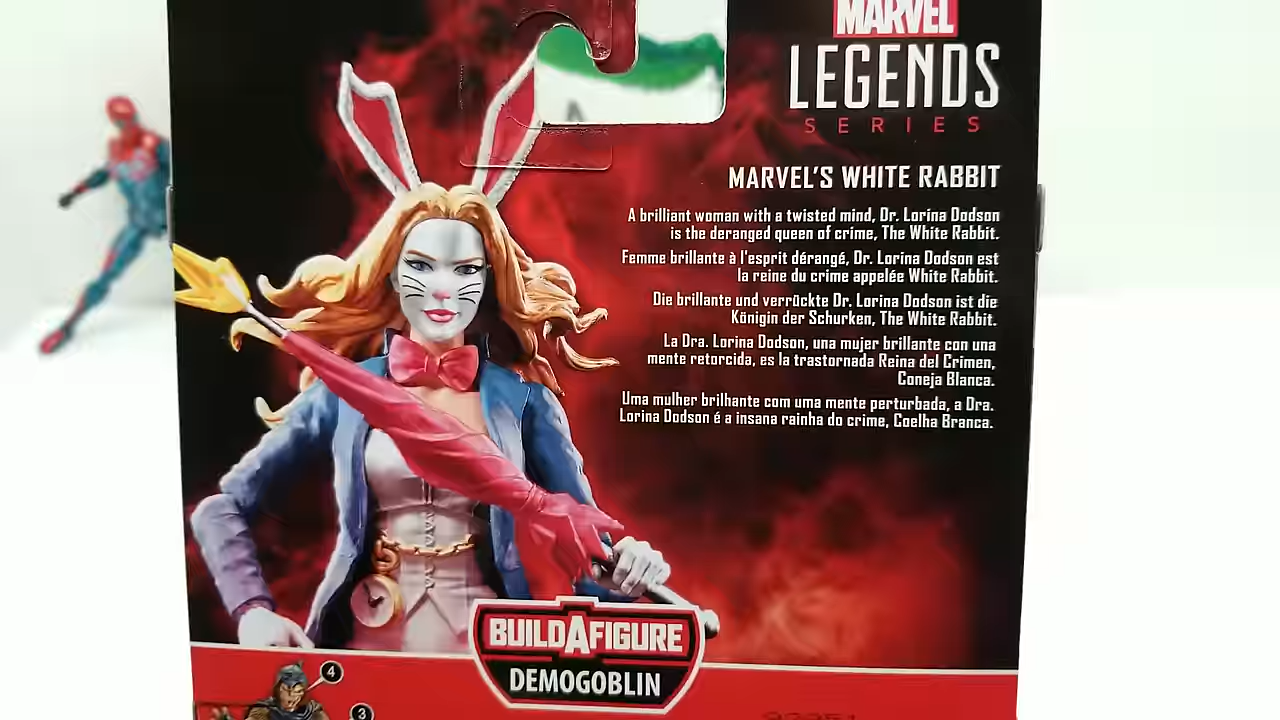 MARVEL
LEGENDS
SERIES
MARVEL'S WHITE RABBIT
A brilliant woman with a twisted mind, Dr. Lorina Dodson
is the deranged queen of crime, The White Rabbit.
Femme brillante à l'esprit dérangé, Dr. Lorina Dodson est
la reine du crime appelée White Rabbit.
Die brillante und verrückte Dr. Lorina Dodson ist die
Königin der Schurken, The White Rabbit.
La Dra. Lorina Dodson, una mujer brillante con una
mente retorcida, es la trastornada Reina del Crimen,
Coneja Blanca.
Uma mulher brilhante com uma mente perturbada, a Dra.
Lorina Dodson é a insana rainha do crime, Coelha Branca.
BUILD A FIGURE
DEMOGOBLIN
4
3